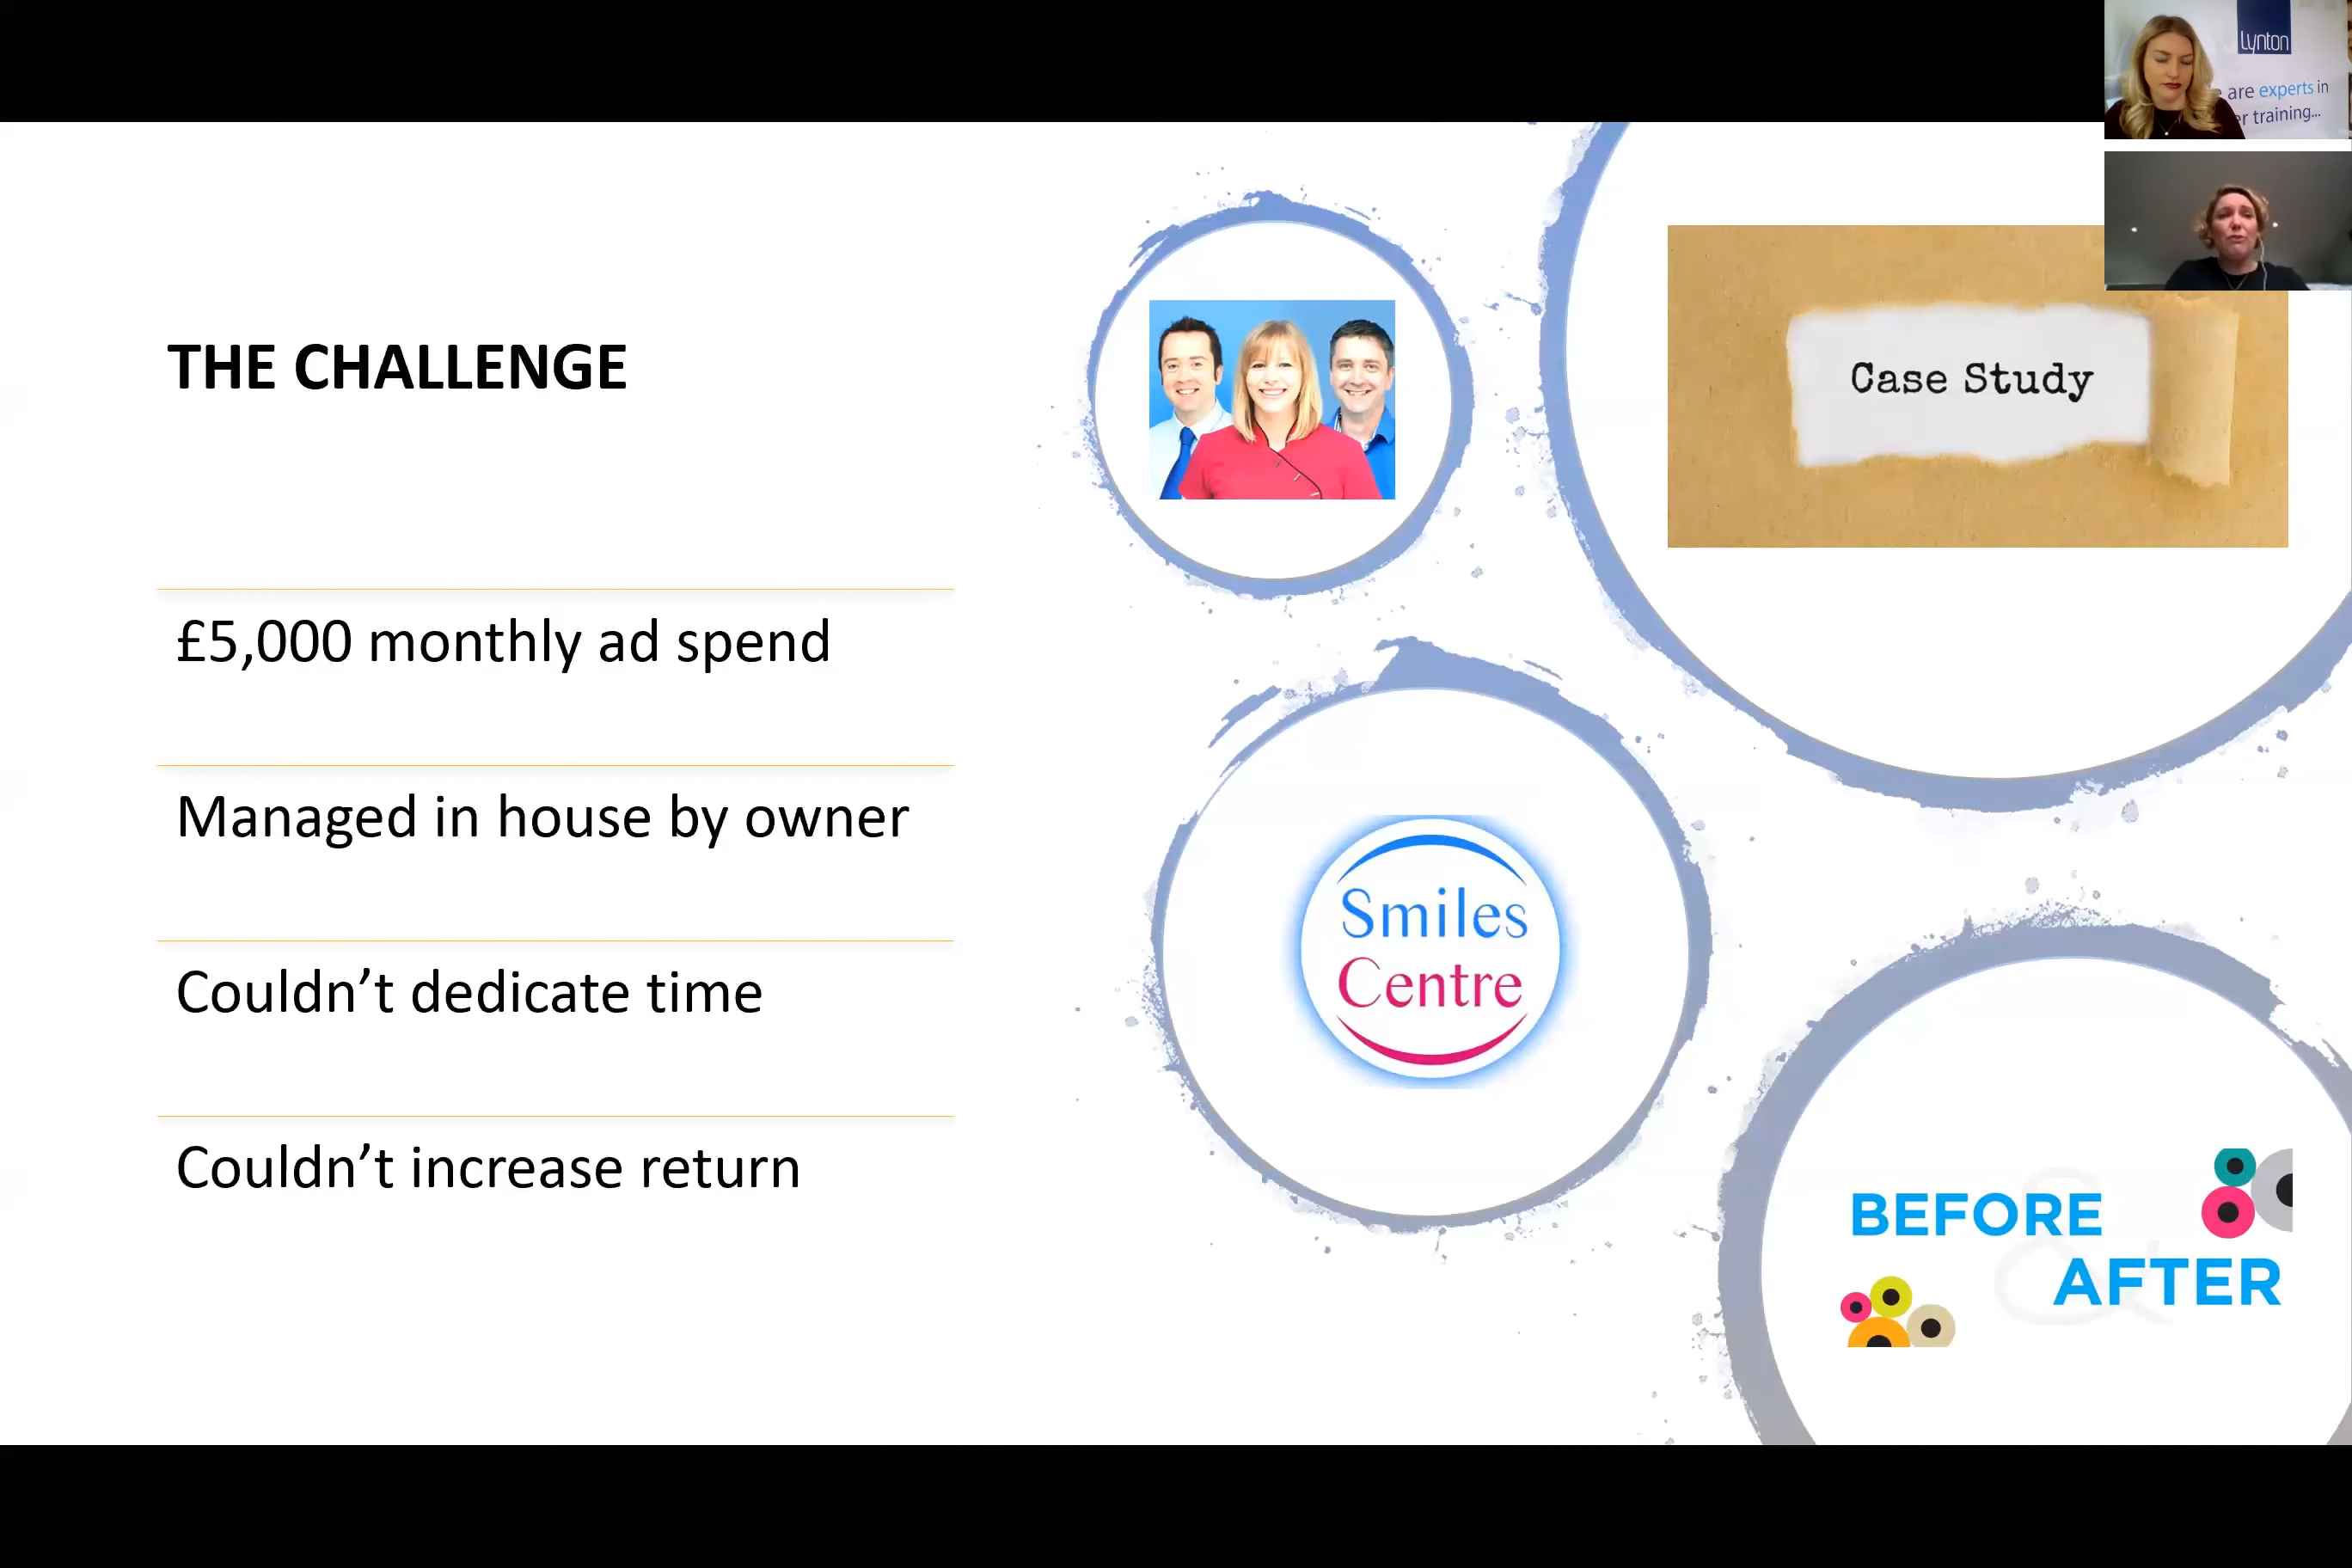 THE CHALLENGE
£5,000 monthly ad spend
Managed in house by owner
Couldn’t dedicate time
Couldn’t increase return
Case Study
Smiles
Centre
BEFORE
&
AFTER
Lynton
are experts in
training...